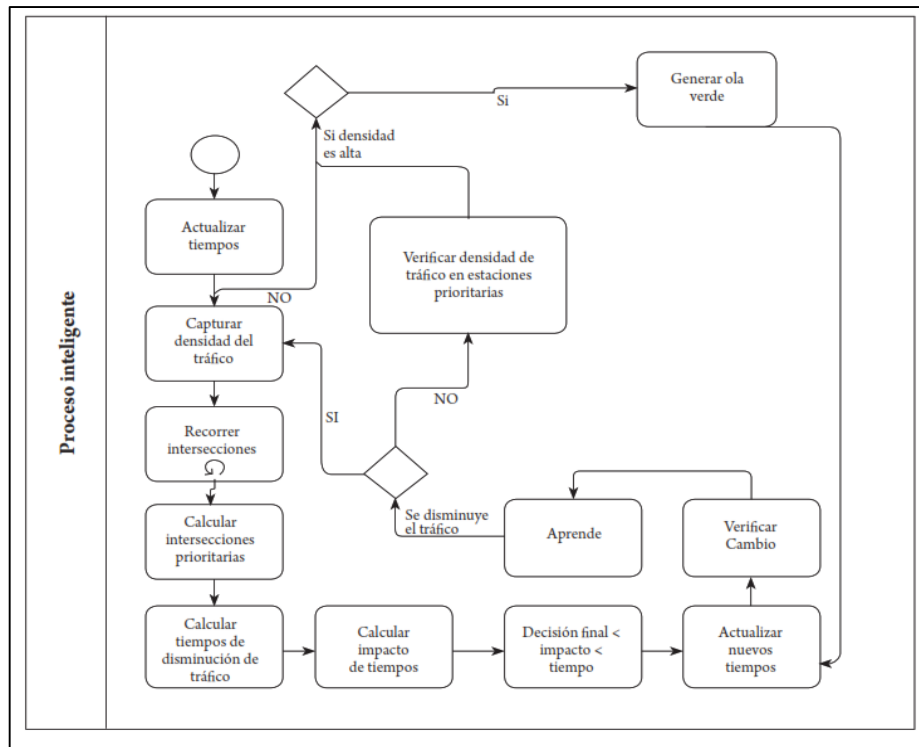 Proceso inteligente
Generar ola
verde
Si
Si densidad
es alta
Actualizar
tiempos
Verificar densidad de
tráfico en estaciones
prioritarias
NO
Capturar
densidad del
tráfico
SI
NO
Recorrer
intersecciones
Se disminuye
el tráfico
Aprende
Verificar
Cambio
Calcular
intersecciones
prioritarias
Calcular
tiempos de
disminución de
tráfico
Calcular
impacto
de tiempos
Decisión final <
impacto <
tiempo
Actualizar
nuevos
tiempos